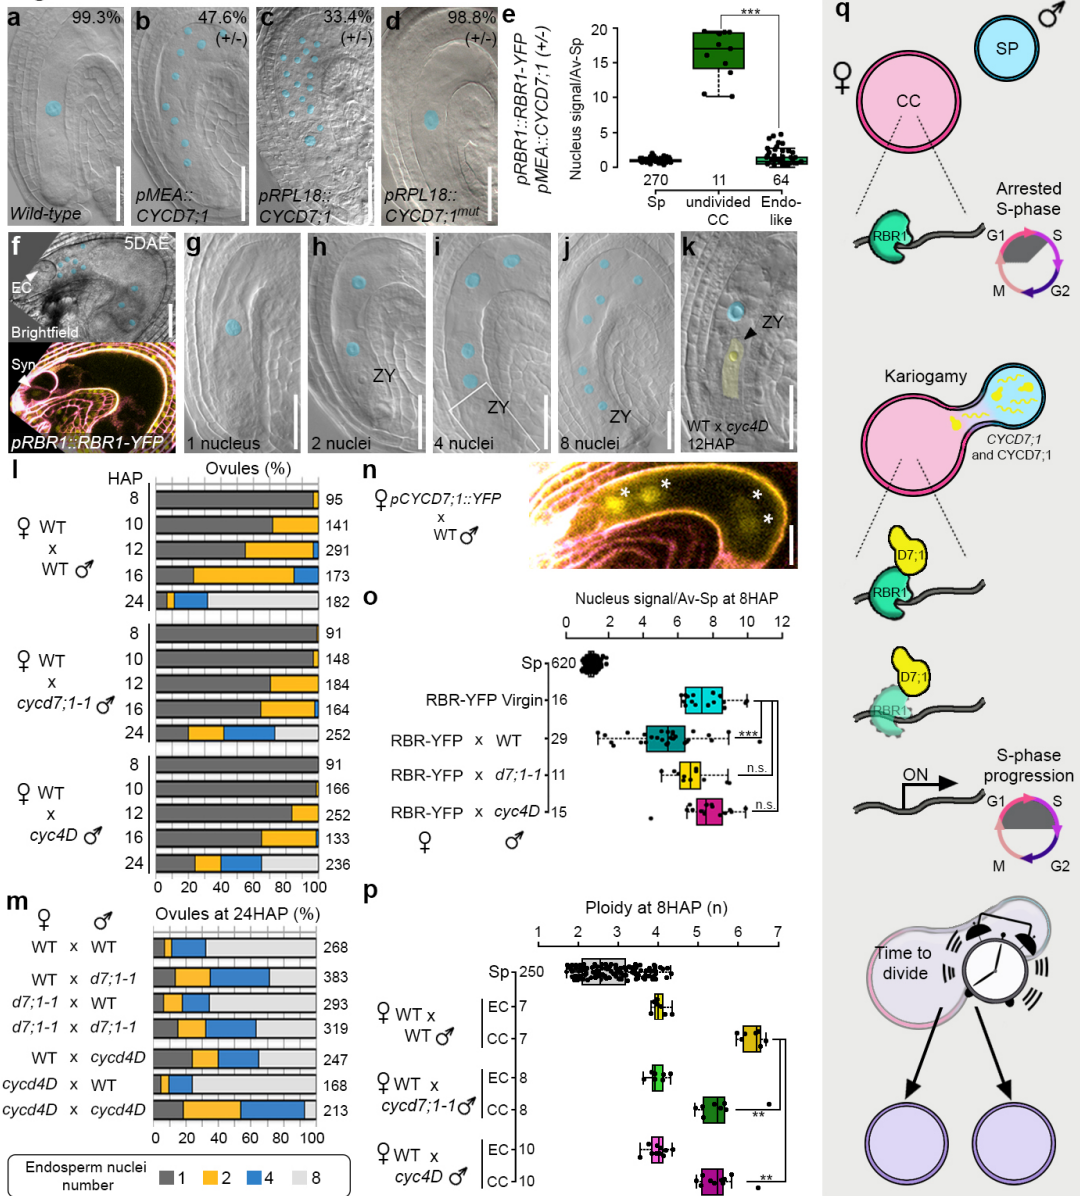 a
99.3%
Wild-type
b
47.6%
(+/-)
pMEA::
CYCD7;1
c
33.4%
(+/-)
pRPL18::
CYCD7;1
d
98.8%
(+/-)
pRPL18::
CYCD7;1mut
e
pRBR1::RBR1-YFP
pMEA::CYCD7;1 (+/-)
Nucleus signal/Av-Sp
20
15
10
5
0
***
270
11
64
Sp
undivided
CC
Endo-
like
f
5DAE
EC
Brightfield
Syn
pRBR1::RBR1-YFP
g
1 nucleus
h
ZY
2 nuclei
i
ZY
4 nuclei
j
ZY
8 nuclei
k
ZY
WT x cyc4D
12HAP
l
Ovules (%)
HAP
♀ WT
x
WT ♂
8 95
10 141
12 291
16 173
24 182
♀ WT
x
cycd7;1-1 ♂
8 91
10 148
12 184
16 164
24 252
♀ WT
x
cyc4D ♂
8 91
10 166
12 252
16 133
24 236
0 20 40 60 80 100
m
♀ ♂
Ovules at 24HAP (%)
WT x WT 268
WT x d7;1-1 383
d7;1-1 x WT 293
d7;1-1 x d7;1-1 319
WT x cycd4D 247
cycd4D x WT 168
cycd4D x cycd4D 213
0 20 40 60 80 100
Endosperm nuclei
number
1 2 4 8
n
♀ pCYCD7;1::YFP
x
WT ♂
* * * *
o
Nucleus signal/Av-Sp at 8HAP
0 2 4 6 8 10 12
Sp 620
RBR-YFP Virgin 16
RBR-YFP x WT 29
***
RBR-YFP x d7;1-1 11
n.s.
RBR-YFP x cyc4D 15
n.s.
♀ ♂
p
Ploidy at 8HAP (n)
1 2 3 4 5 6 7
Sp 250
♀ WT x
WT ♂
EC 7
CC 7
♀ WT x
cycd7;1-1 ♂
EC 8
CC 8
**
♀ WT x
cyc4D ♂
EC 10
CC 10
**
q
♂
SP
♀
CC
Arrested
S-phase
RBR1
G1 S
M G2
Kariogamy
CYCD7;1
and CYCD7;1
D7;1
RBR1
D7;1
RBR1
ON
S-phase
progression
G1 S
M G2
Time to
divide